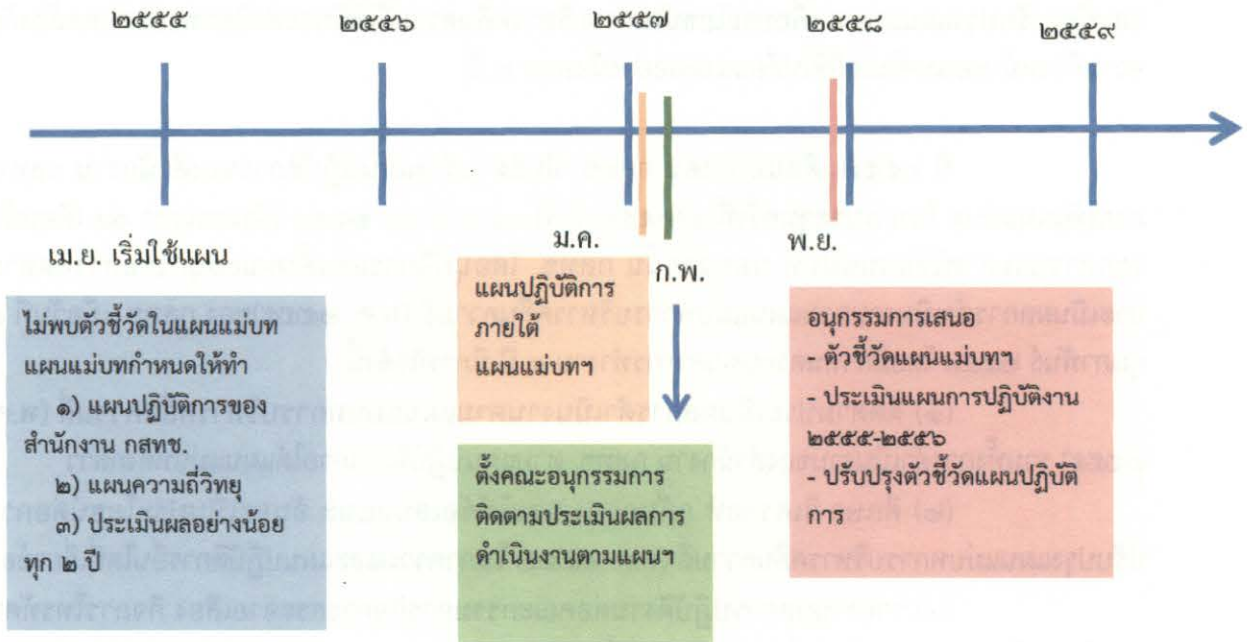 ๒๕๕๕ ๒๕๕๖ ๒๕๕๗ ๒๕๕๘ ๒๕๕๙
เม.ย. เริ่มใช้แผน
ไม่พบตัวชี้วัดในแผนแม่บท
แผนแม่บทกำหนดให้ทำ
๑) แผนปฏิบัติการของ
สำนักงาน กสทช.
๒) แผนความถี่วิทยุ
๓) ประเมินผลอย่างน้อย
ทุก ๒ ปี
ม.ค.
แผนปฏิบัติการ
ภายใต้
แผนแม่บทฯ
ก.พ.
ตั้งคณะอนุกรรมการ
ติดตามประเมินผลการ
ดำเนินงานตามแผนฯ
พ.ย.
อนุกรรมการเสนอ
- ตัวชี้วัดแผนแม่บทฯ
- ประเมินแผนการปฏิบัติงาน
๒๕๕๕-๒๕๕๖
- ปรับปรุงตัวชี้วัดแผนปฏิบัติ
การ